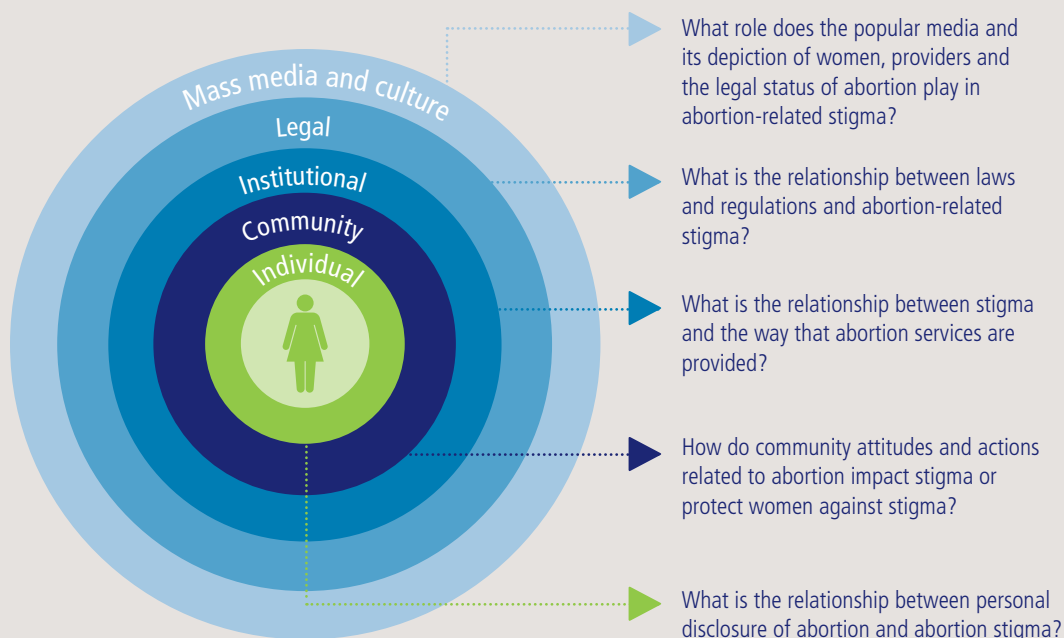 Mass media and culture
Legal
Institutional
Community
Individual
What role does the popular media and
its depiction of women, providers and
the legal status of abortion play in
abortion-related stigma?
What is the relationship between laws
and regulations and abortion-related
stigma?
What is the relationship between stigma
and the way that abortion services are
provided?
How do community attitudes and actions
related to abortion impact stigma or
protect women against stigma?
What is the relationship between personal
disclosure of abortion and abortion stigma?